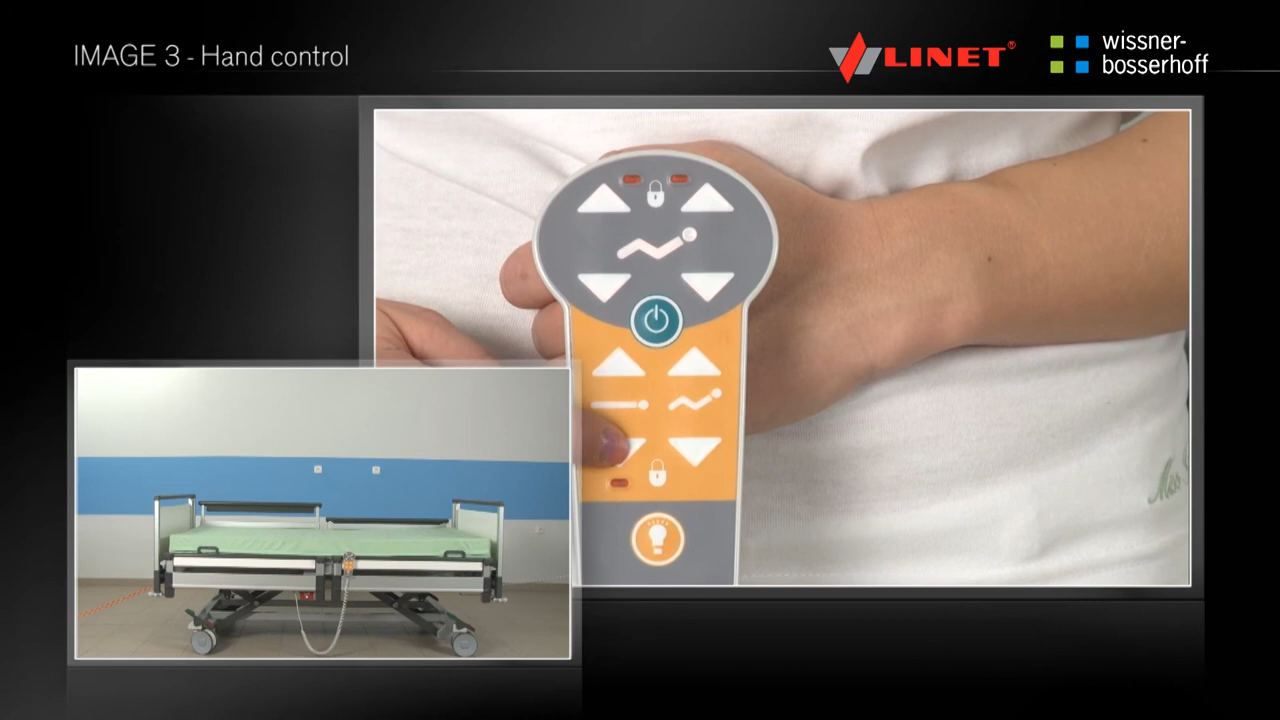 IMAGE 3 - Hand control
LINET®
wissner-
bosserhoff